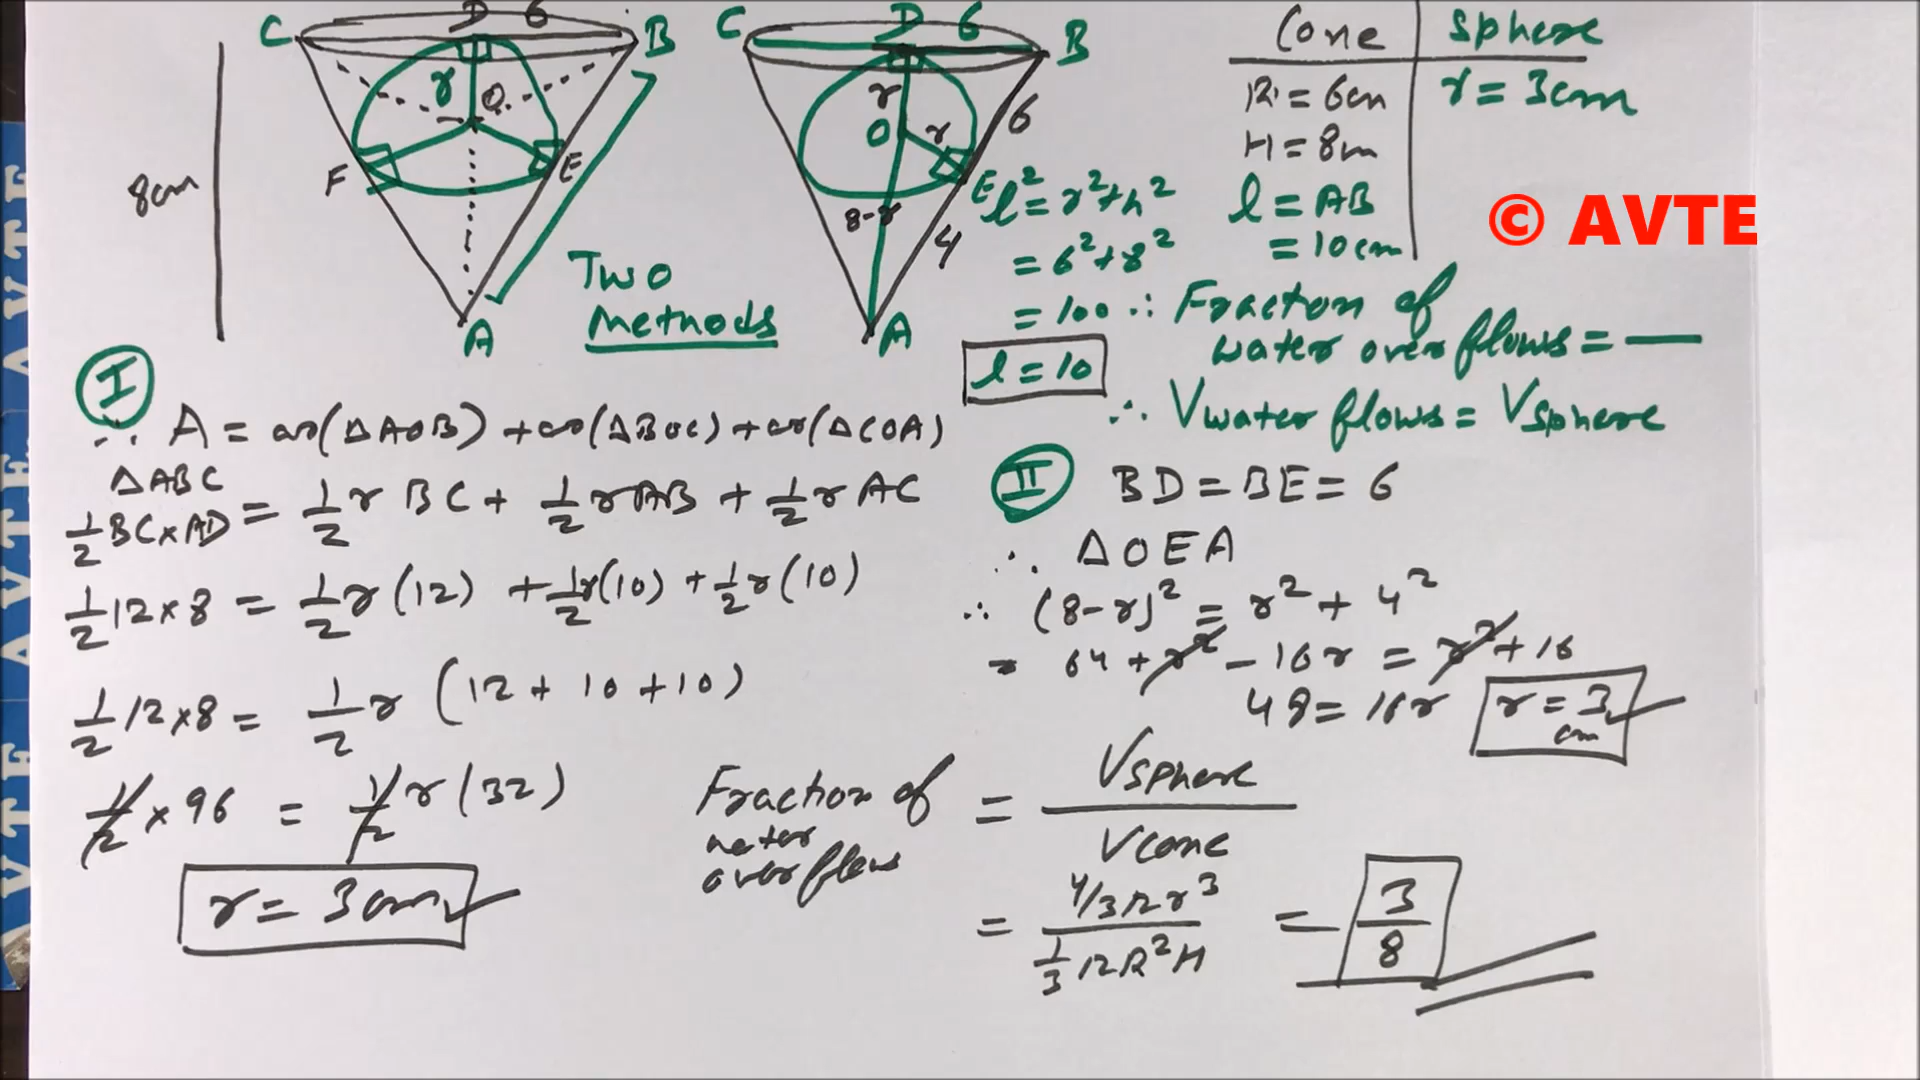 C D 6 B
r O
F E
8cm
A
Two
Methods
C D 6 B
r
O r
6
E
8-r
4
A
l² = r²+h²
= 6²+8²
= 100
l = 10
Cone Sphere
R = 6cm r = 3cm
H = 8m
l = AB
= 10cm
© AVTE
∴ Fraction of
water over flows = —
∴ Vwater flows = Vsphere
I
∴ A = ar(ΔAOB) + ar(ΔBOC) + ar(ΔCOA)
ΔABC
1/2 BC×AD = 1/2 r BC + 1/2 r AB + 1/2 r AC
1/2 12×8 = 1/2 r (12) + 1/2 r(10) + 1/2 r (10)
1/2 12×8 = 1/2 r (12 + 10 + 10)
1/2 × 96 = 1/2 r (32)
r = 3cm
II BD = BE = 6
∴ ΔOEA
∴ (8-r)² = r² + 4²
= 64 + r² - 16r = r² + 16
48 = 16r r = 3
cm
Fraction of = Vsphere
water
over flows
Vcone
= 4/3 π r³ = 3/8
1/3 π R² H
AVTE AVTE AVTE